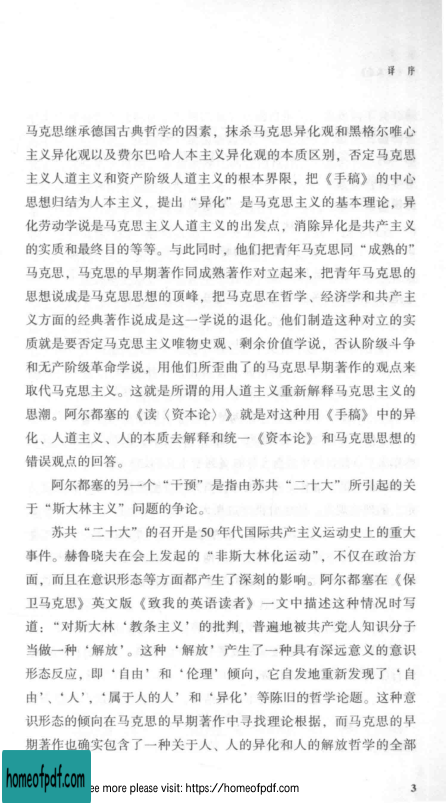 译 序
马克思继承德国古典哲学的因素，抹杀马克思异化观和黑格尔唯心
主义异化观以及费尔巴哈人本主义异化观的本质区别，否定马克思
主义人道主义和资产阶级人道主义的根本界限，把《手稿》的中心
思想归结为人本主义，提出“异化”是马克思主义的基本理论，异
化劳动学说是马克思主义人道主义的出发点，消除异化是共产主义
的实质和最终目的等等。与此同时，他们把青年马克思同“成熟的”
马克思，马克思的早期著作同成熟著作对立起来，把青年马克思的
思想说成是马克思思想的顶峰，把马克思在哲学、经济学和共产主
义方面的经典著作说成是这一学说的退化。他们制造这种对立的实
质就是要否定马克思主义唯物史观、剩余价值学说，否认阶级斗争
和无产阶级革命学说，用他们所歪曲了的马克思早期著作的观点来
取代马克思主义。这就是所谓的用人道主义重新解释马克思主义的
思潮。阿尔都塞的《读〈资本论〉》就是对这种用《手稿》中的异
化、人道主义、人的本质去解释和统一《资本论》和马克思思想的
错误观点的回答。
阿尔都塞的另一个“干预”是指由苏共“二十大”所引起的关
于“斯大林主义”问题的争论。
苏共“二十大”的召开是50年代国际共产主义运动史上的重大
事件。赫鲁晓夫在会上发起的“非斯大林化运动”，不仅在政治方
面，而且在意识形态等方面都产生了深刻的影响。阿尔都塞在《保
卫马克思》英文版《致我的英语读者》一文中描述这种情况时写
道：“对斯大林‘教条主义’的批判，普遍地被共产党人知识分子
当做一种‘解放’。这种‘解放’产生了一种具有深远意义的意识
形态反应，即‘自由’和‘伦理’倾向，它自发地重新发现了‘自
由’、‘人’，‘属于人的人’和‘异化’等陈旧的哲学论题。这种意
识形态的倾向在马克思的早期著作中寻找理论根据，而马克思的早
期著作也确实包含了一种关于人、人的异化和人的解放哲学的全部
homeofpdf.com
ee more please visit: https://homeofpdf.com
3